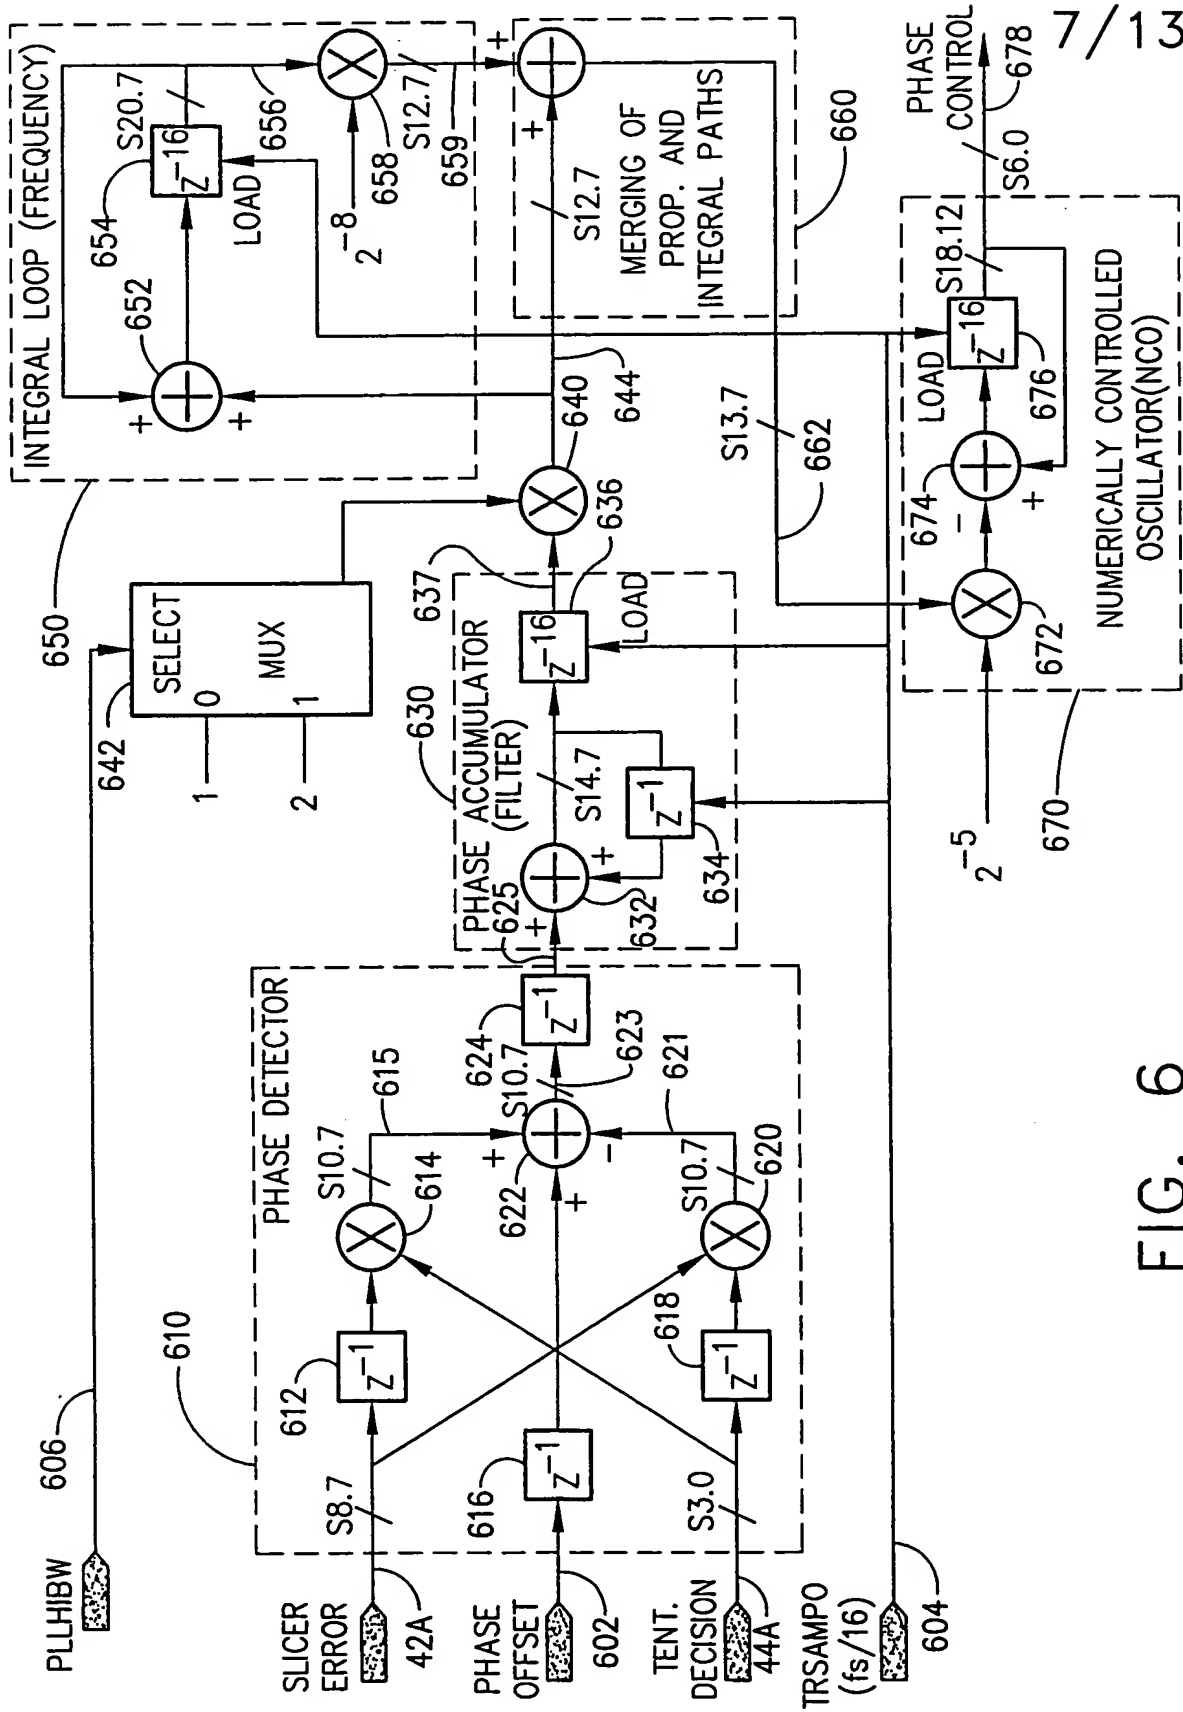 7/13
PLLHIBW
606
642
SELECT
0
MUX
1
1
2
650
INTEGRAL LOOP (FREQUENCY)
+
+
652
654
z⁻¹⁶
LOAD
S20.7
656
2⁻⁸
658
S12.7
659
610
PHASE DETECTOR
SLICER
ERROR
42A
S8.7
612
z⁻¹
S10.7
614
615
PHASE
OFFSET
602
616
z⁻¹
622
+
+
-
S10.7
623
624
z⁻¹
625
TENT.
DECISION
44A
S3.0
618
z⁻¹
S10.7
620
621
630
PHASE ACCUMULATOR
(FILTER)
+
+
632
S14.7
z⁻¹
634
z⁻¹⁶
LOAD
636
637
640
644
+
+
S12.7
MERGING OF
PROP. AND
INTEGRAL PATHS
660
S13.7
662
TRSAMPO
(fs/16)
604
2⁻⁵
670
672
674
-
+
LOAD
z⁻¹⁶
676
S18.12
NUMERICALLY CONTROLLED
OSCILLATOR(NCO)
S6.0
PHASE
CONTROL
678
FIG. 6